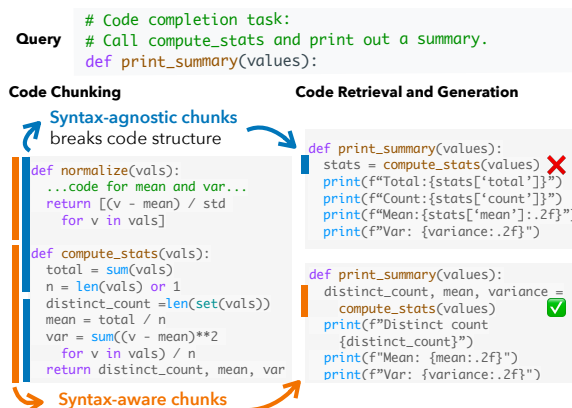 Query
# Code completion task:
# Call compute_stats and print out a summary.
def print_summary(values):
Code Chunking
Syntax-agnostic chunks
breaks code structure
def normalize(vals):
...code for mean and var...
return [(v - mean) / std
for v in vals]
def compute_stats(vals):
total = sum(vals)
n = len(vals) or 1
distinct_count =len(set(vals))
mean = total / n
var = sum((v - mean)**2
for v in vals) / n
return distinct_count, mean, var
Syntax-aware chunks
Code Retrieval and Generation
def print_summary(values):
stats = compute_stats(values)
print(f“Total:{stats[‘total’]}”)
print(f“Count:{stats[‘count’]}”)
print(f“Mean:{stats[‘mean’]:.2f}”)
print(f”Var: {variance:.2f}")
def print_summary(values):
distinct_count, mean, variance =
compute_stats(values)
print(f”Distinct count
{distinct_count}”)
print(f"Mean: {mean:.2f}")
print(f”Var: {variance:.2f}")